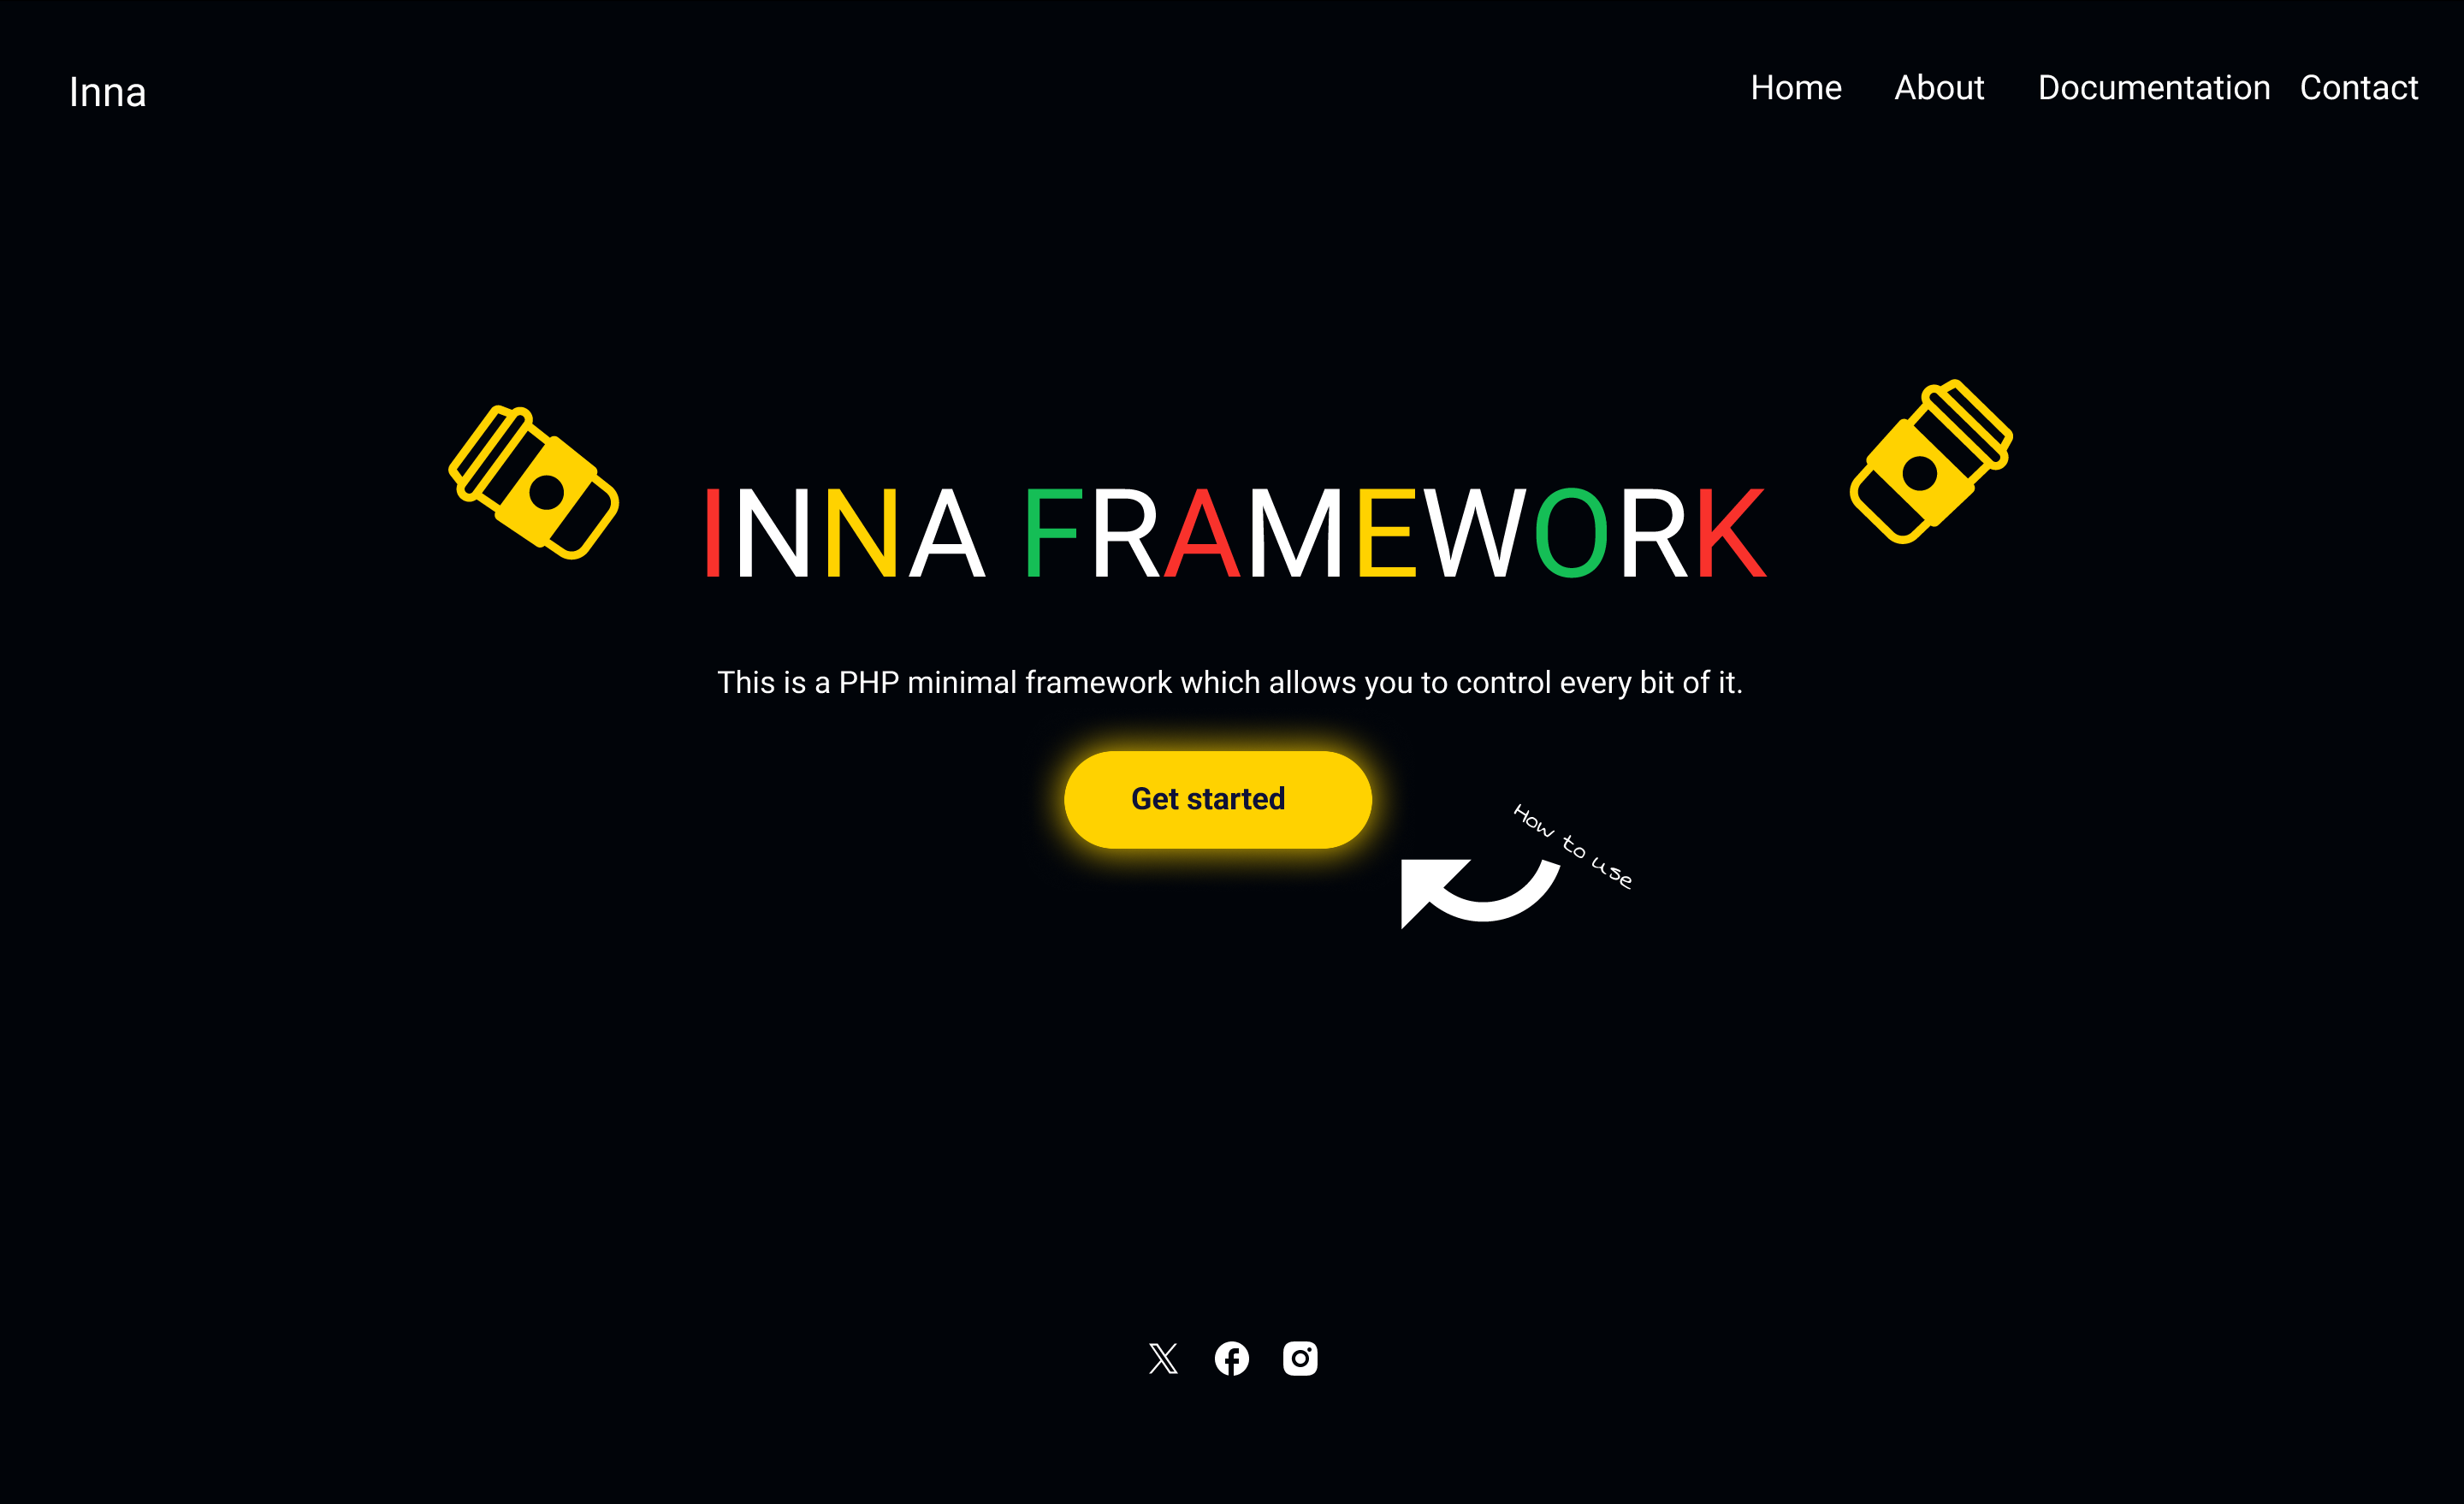 Inna
Home About Documentation Contact
INNA FRAMEWORK
This is a PHP minimal framework which allows you to control every bit of it.
Get started
How to use